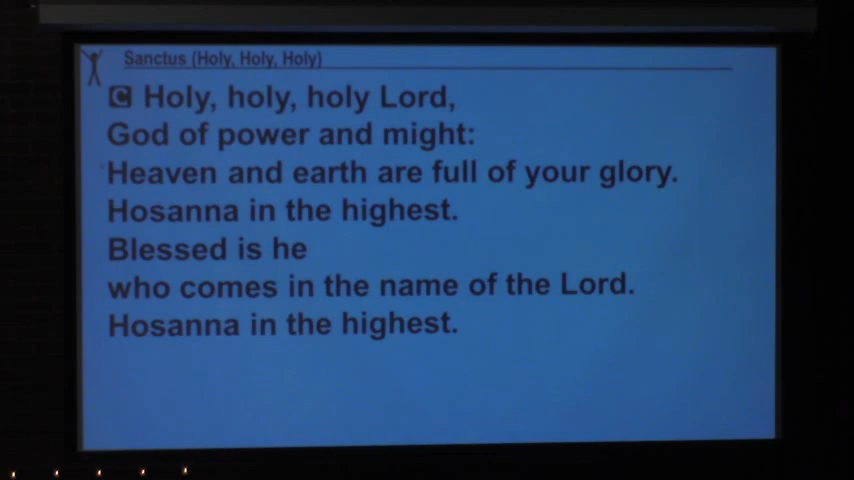 Sanctus (Holy, Holy, Holy)
C Holy, holy, holy Lord,
God of power and might:
Heaven and earth are full of your glory.
Hosanna in the highest.
Blessed is he
who comes in the name of the Lord.
Hosanna in the highest.